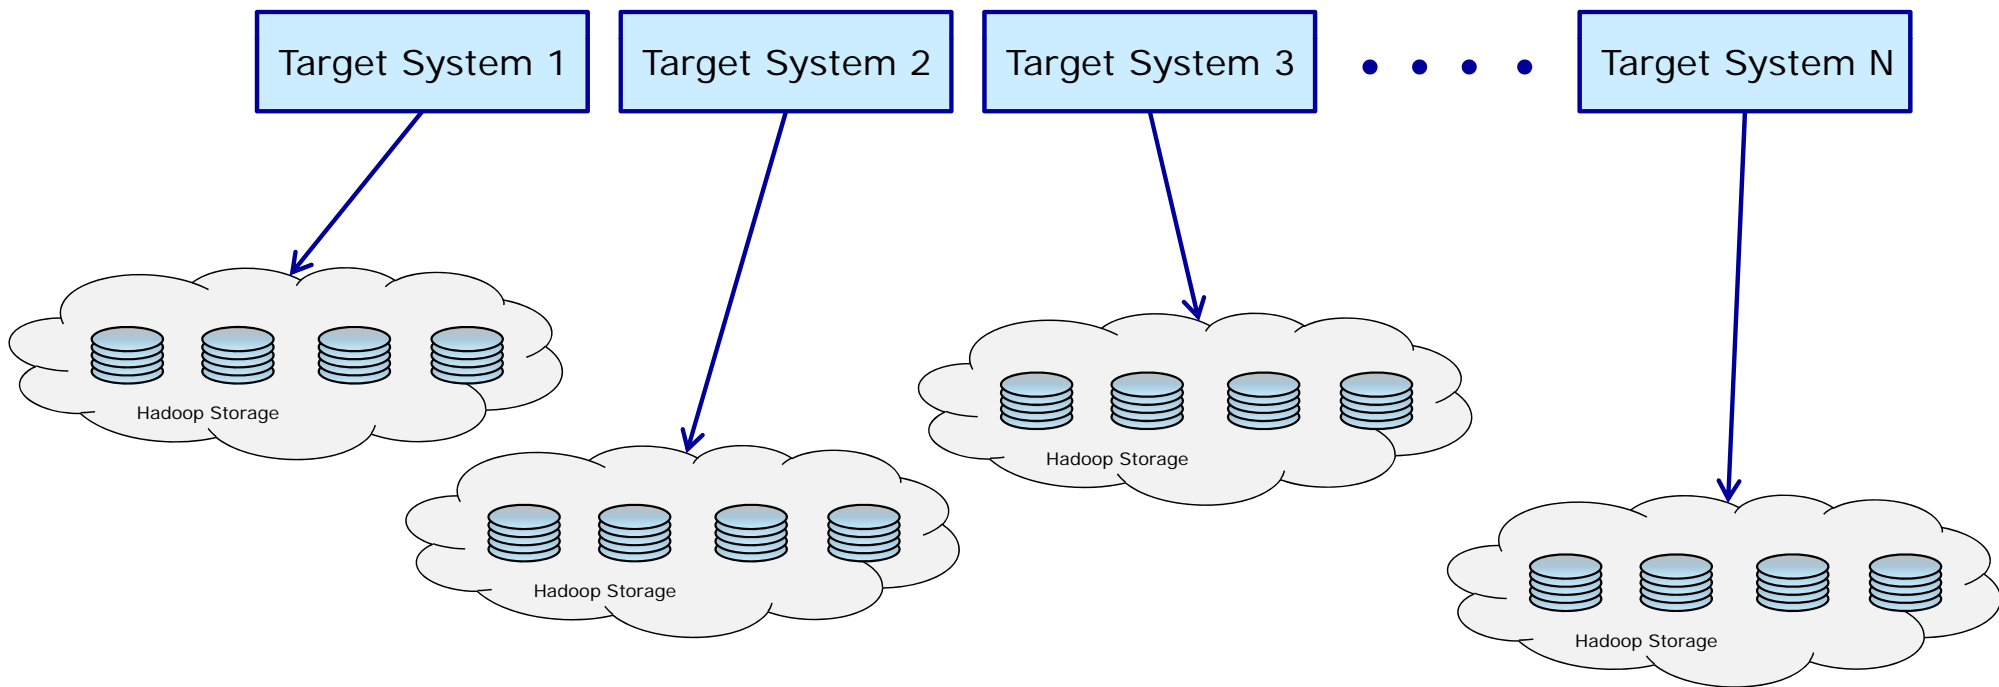 Target System 1
Target System 2
Target System 3
Target System N
Hadoop Storage
Hadoop Storage
Hadoop Storage
Hadoop Storage